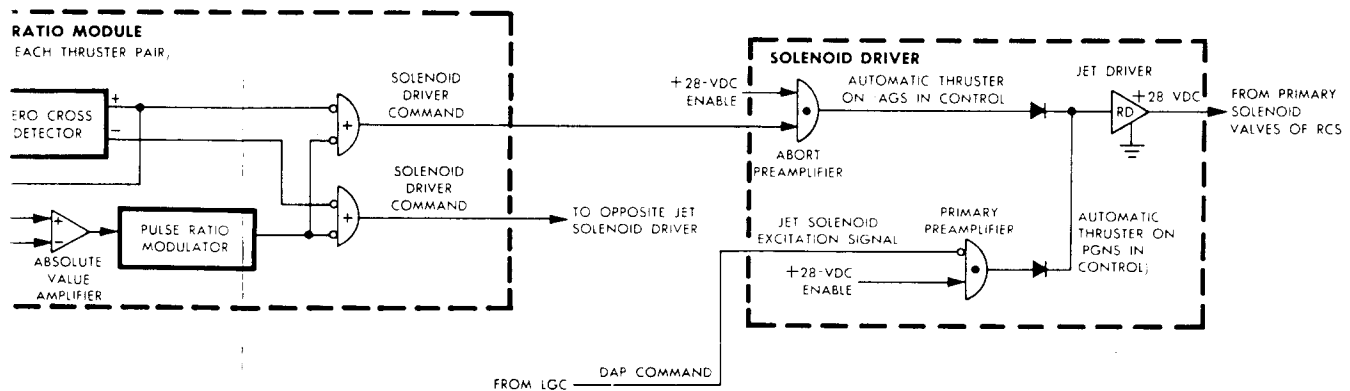 RATIO MODULE
EACH THRUSTER PAIR,
ERO CROSS
DETECTOR
+
−
SOLENOID
DRIVER
COMMAND
+
SOLENOID
DRIVER
COMMAND
+
+
−
ABSOLUTE
VALUE
AMPLIFIER
PULSE RATIO
MODULATOR
TO OPPOSITE JET
SOLENOID DRIVER
SOLENOID DRIVER
+28-VDC
ENABLE
AUTOMATIC THRUSTER
ON AGS IN CONTROL
ABORT
PREAMPLIFIER
JET DRIVER
RD
+28 VDC
FROM PRIMARY
SOLENOID
VALVES OF RCS
JET SOLENOID
EXCITATION SIGNAL
+28-VDC
ENABLE
PRIMARY
PREAMPLIFIER
AUTOMATIC
THRUSTER ON
PGNS IN
CONTROL)
FROM LGC
DAP COMMAND